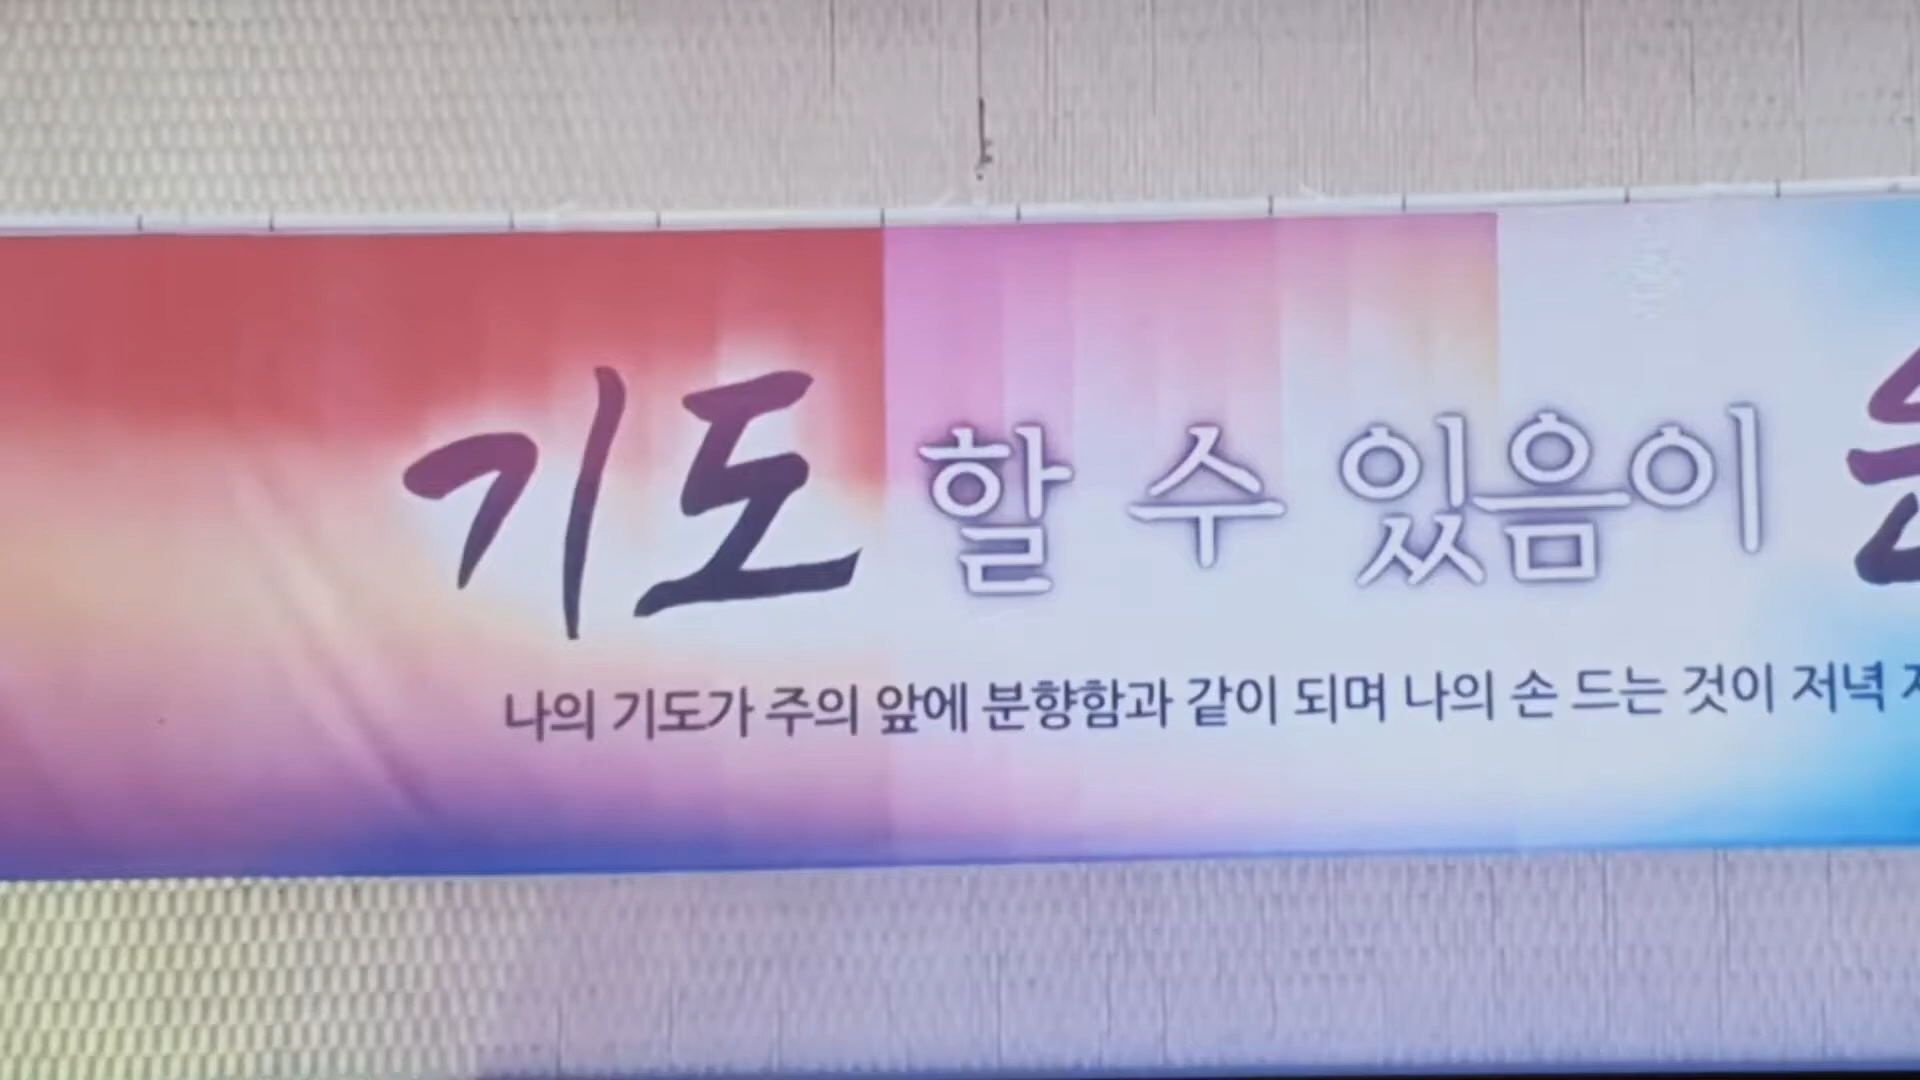 기도할 수 있음이
나의 기도가 주의 앞에 분향함과 같이 되며 나의 손 드는 것이 저녁